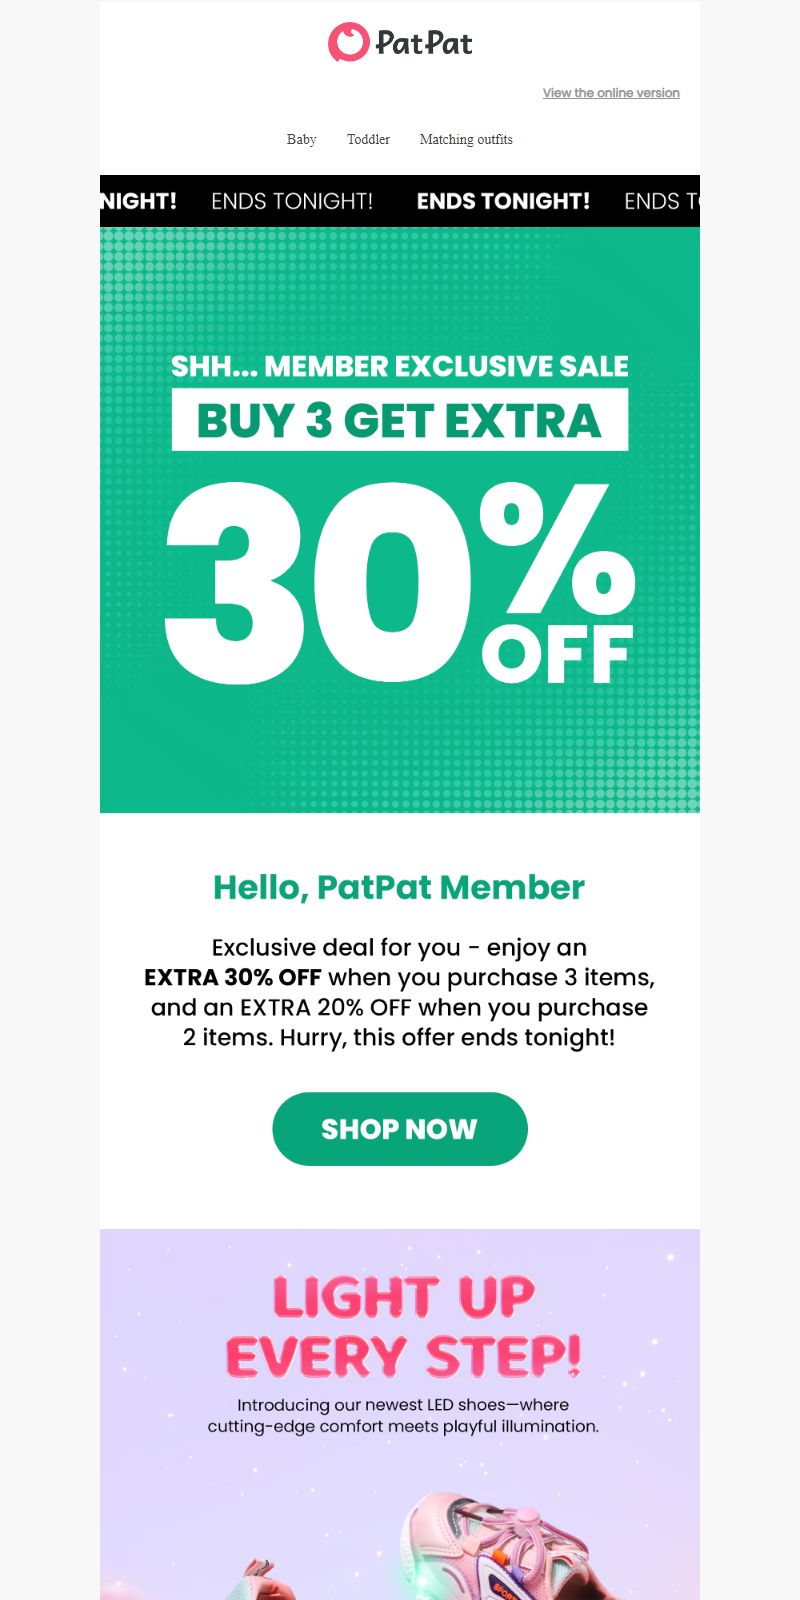 PatPat
View the online version
Baby Toddler Matching outfits
NIGHT! ENDS TONIGHT! ENDS TONIGHT! ENDS
SHH... MEMBER EXCLUSIVE SALE
BUY 3 GET EXTRA
30%
OFF
Hello, PatPat Member
Exclusive deal for you - enjoy an
EXTRA 30% OFF when you purchase 3 items,
and an EXTRA 20% OFF when you purchase
2 items. Hurry, this offer ends tonight!
SHOP NOW
LIGHT UP
EVERY STEP!
Introducing our newest LED shoes—where
cutting-edge comfort meets playful illumination.
SPORT